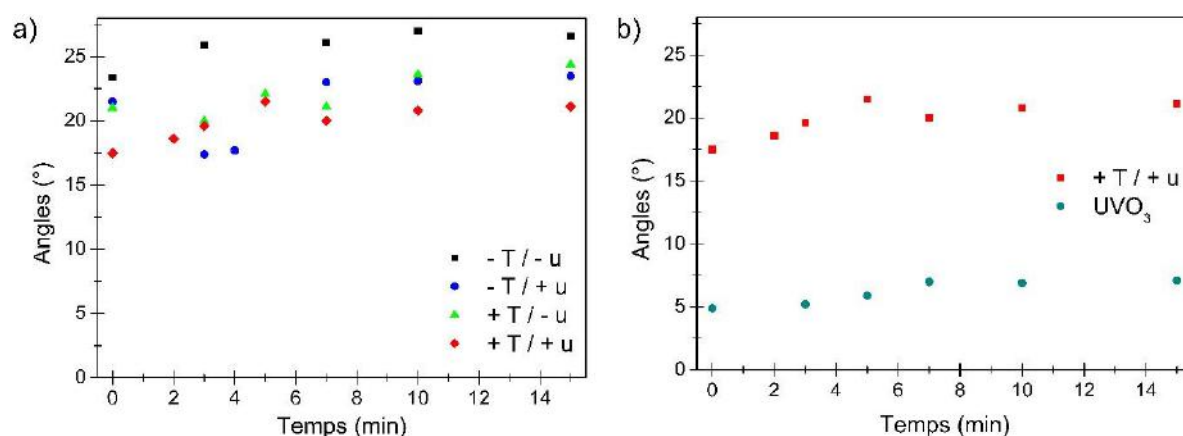 a)
Angles (°)
25
20
15
10
5
0
0 2 4 6 8 10 12 14
Temps (min)
- T / - u
- T / + u
+ T / - u
+ T / + u
b)
Angles (°)
25
20
15
10
5
0
0 2 4 6 8 10 12 14
Temps (min)
+ T / + u
UVO₃